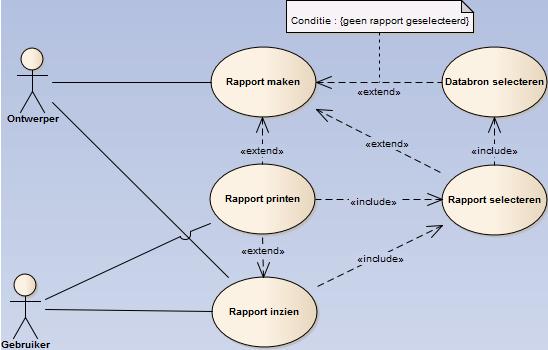 Conditie : {geen rapport geselecteerd}
Ontwerper
Rapport maken
«extend»
Databron selecteren
«extend»
«extend»
«include»
Rapport printen
«include»
Rapport selecteren
«extend»
«include»
Rapport inzien
Gebruiker